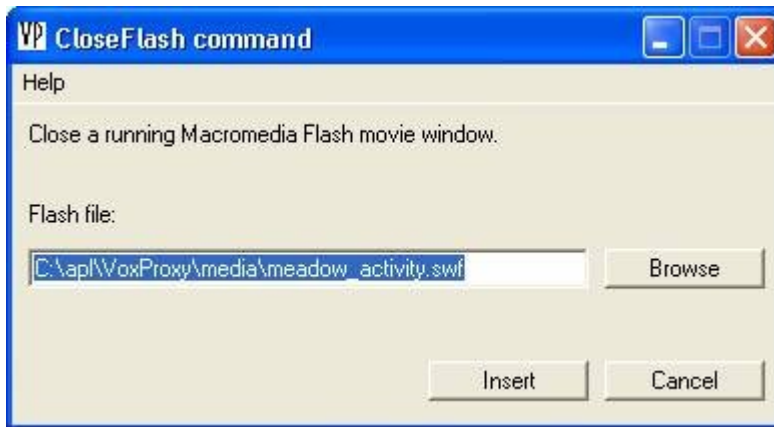 VP CloseFlash command
Help
Close a running Macromedia Flash movie window.
Flash file:
C:\apl\VoxProxy\media\meadow_activity.swf
Browse
Insert Cancel